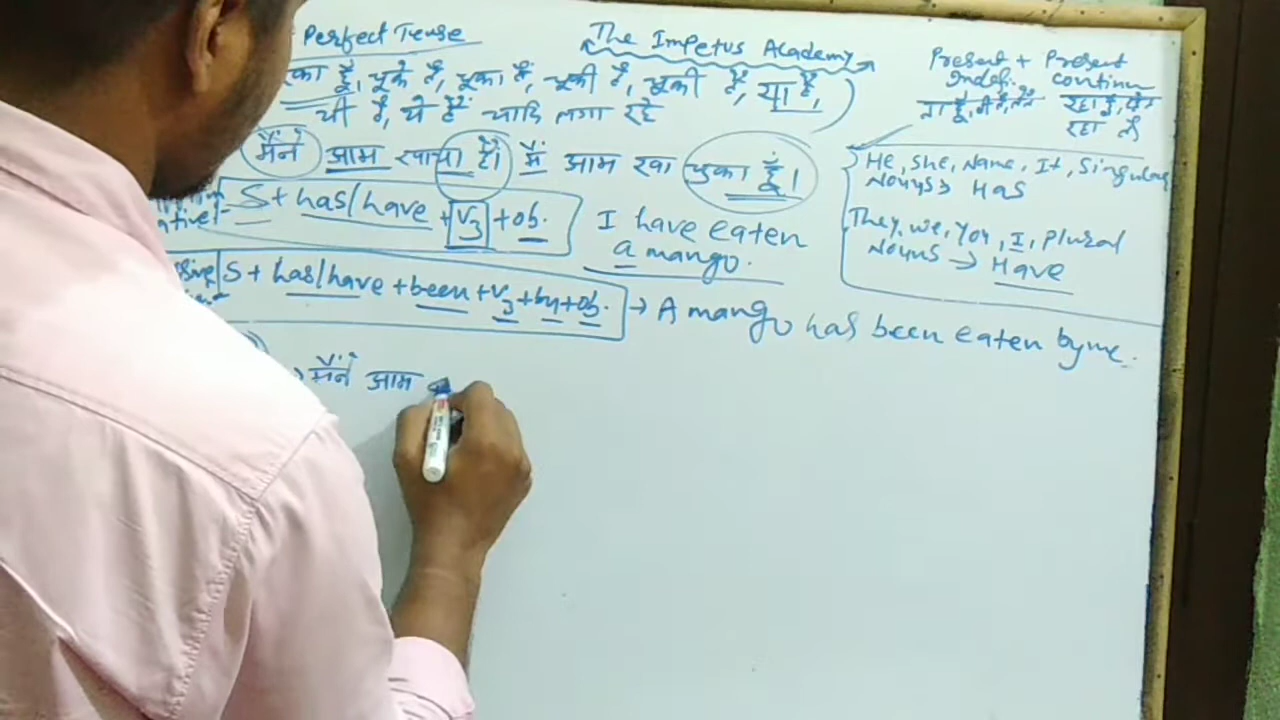 Perfect Tense
The Impetus Academy
Present + Present
Indef. continu
ता हूँ, ती है, ते हैं रहा हूँ, रहे
रहा है
का हूँ, चूके हैं, चूका है, चूकी है, चूकी हैं, या है,
यी है, ये हैं आदि लगा रहे
मैंने आम खाया है। मैं आम खा चुका हूँ।
He, She, Name, It, Singular
Nouns → Has
They, we, You, I, Plural
Nouns → Have
ative:- S + has/have + V3 + ob.
I have eaten
a mango.
S + has/have + been + V3 + by + ob. → A mango has been eaten by me.
→ मैंने आम